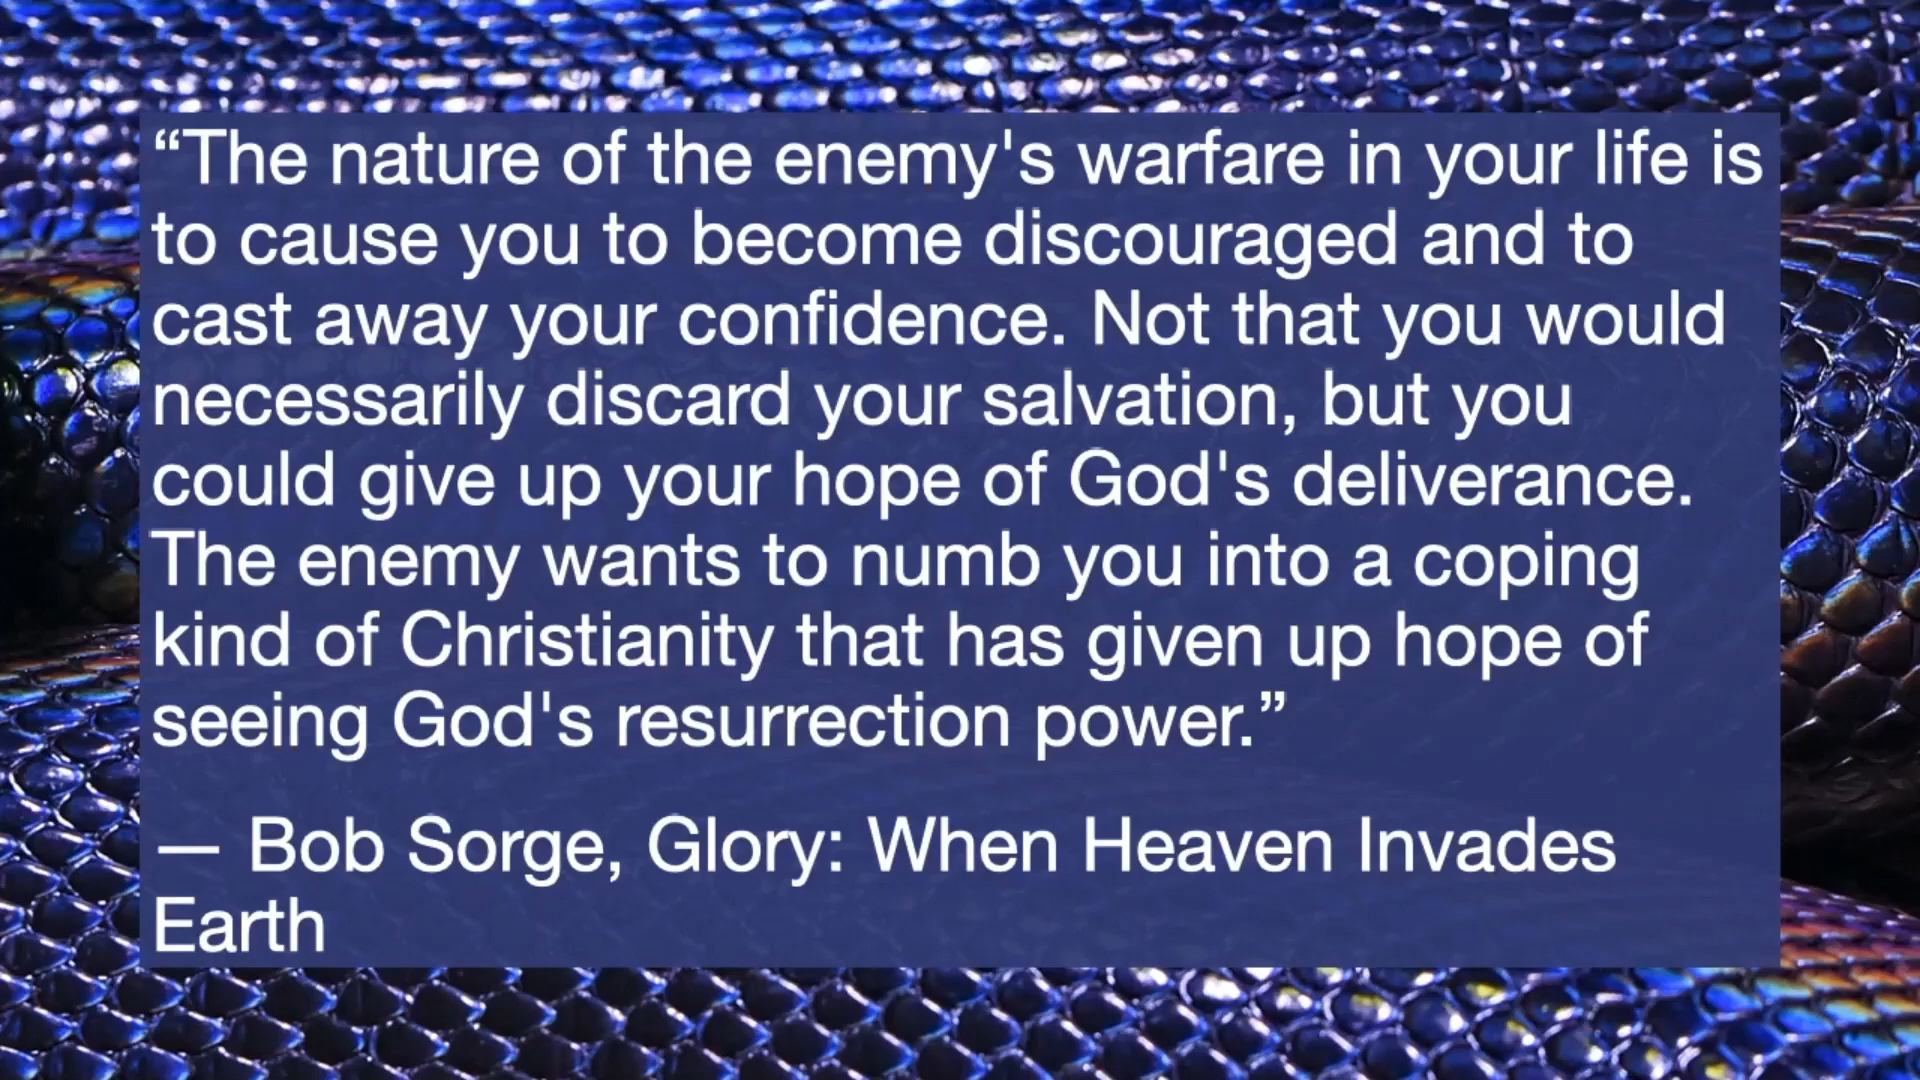 “The nature of the enemy's warfare in your life is
to cause you to become discouraged and to
cast away your confidence. Not that you would
necessarily discard your salvation, but you
could give up your hope of God's deliverance.
The enemy wants to numb you into a coping
kind of Christianity that has given up hope of
seeing God's resurrection power.”
— Bob Sorge, Glory: When Heaven Invades
Earth